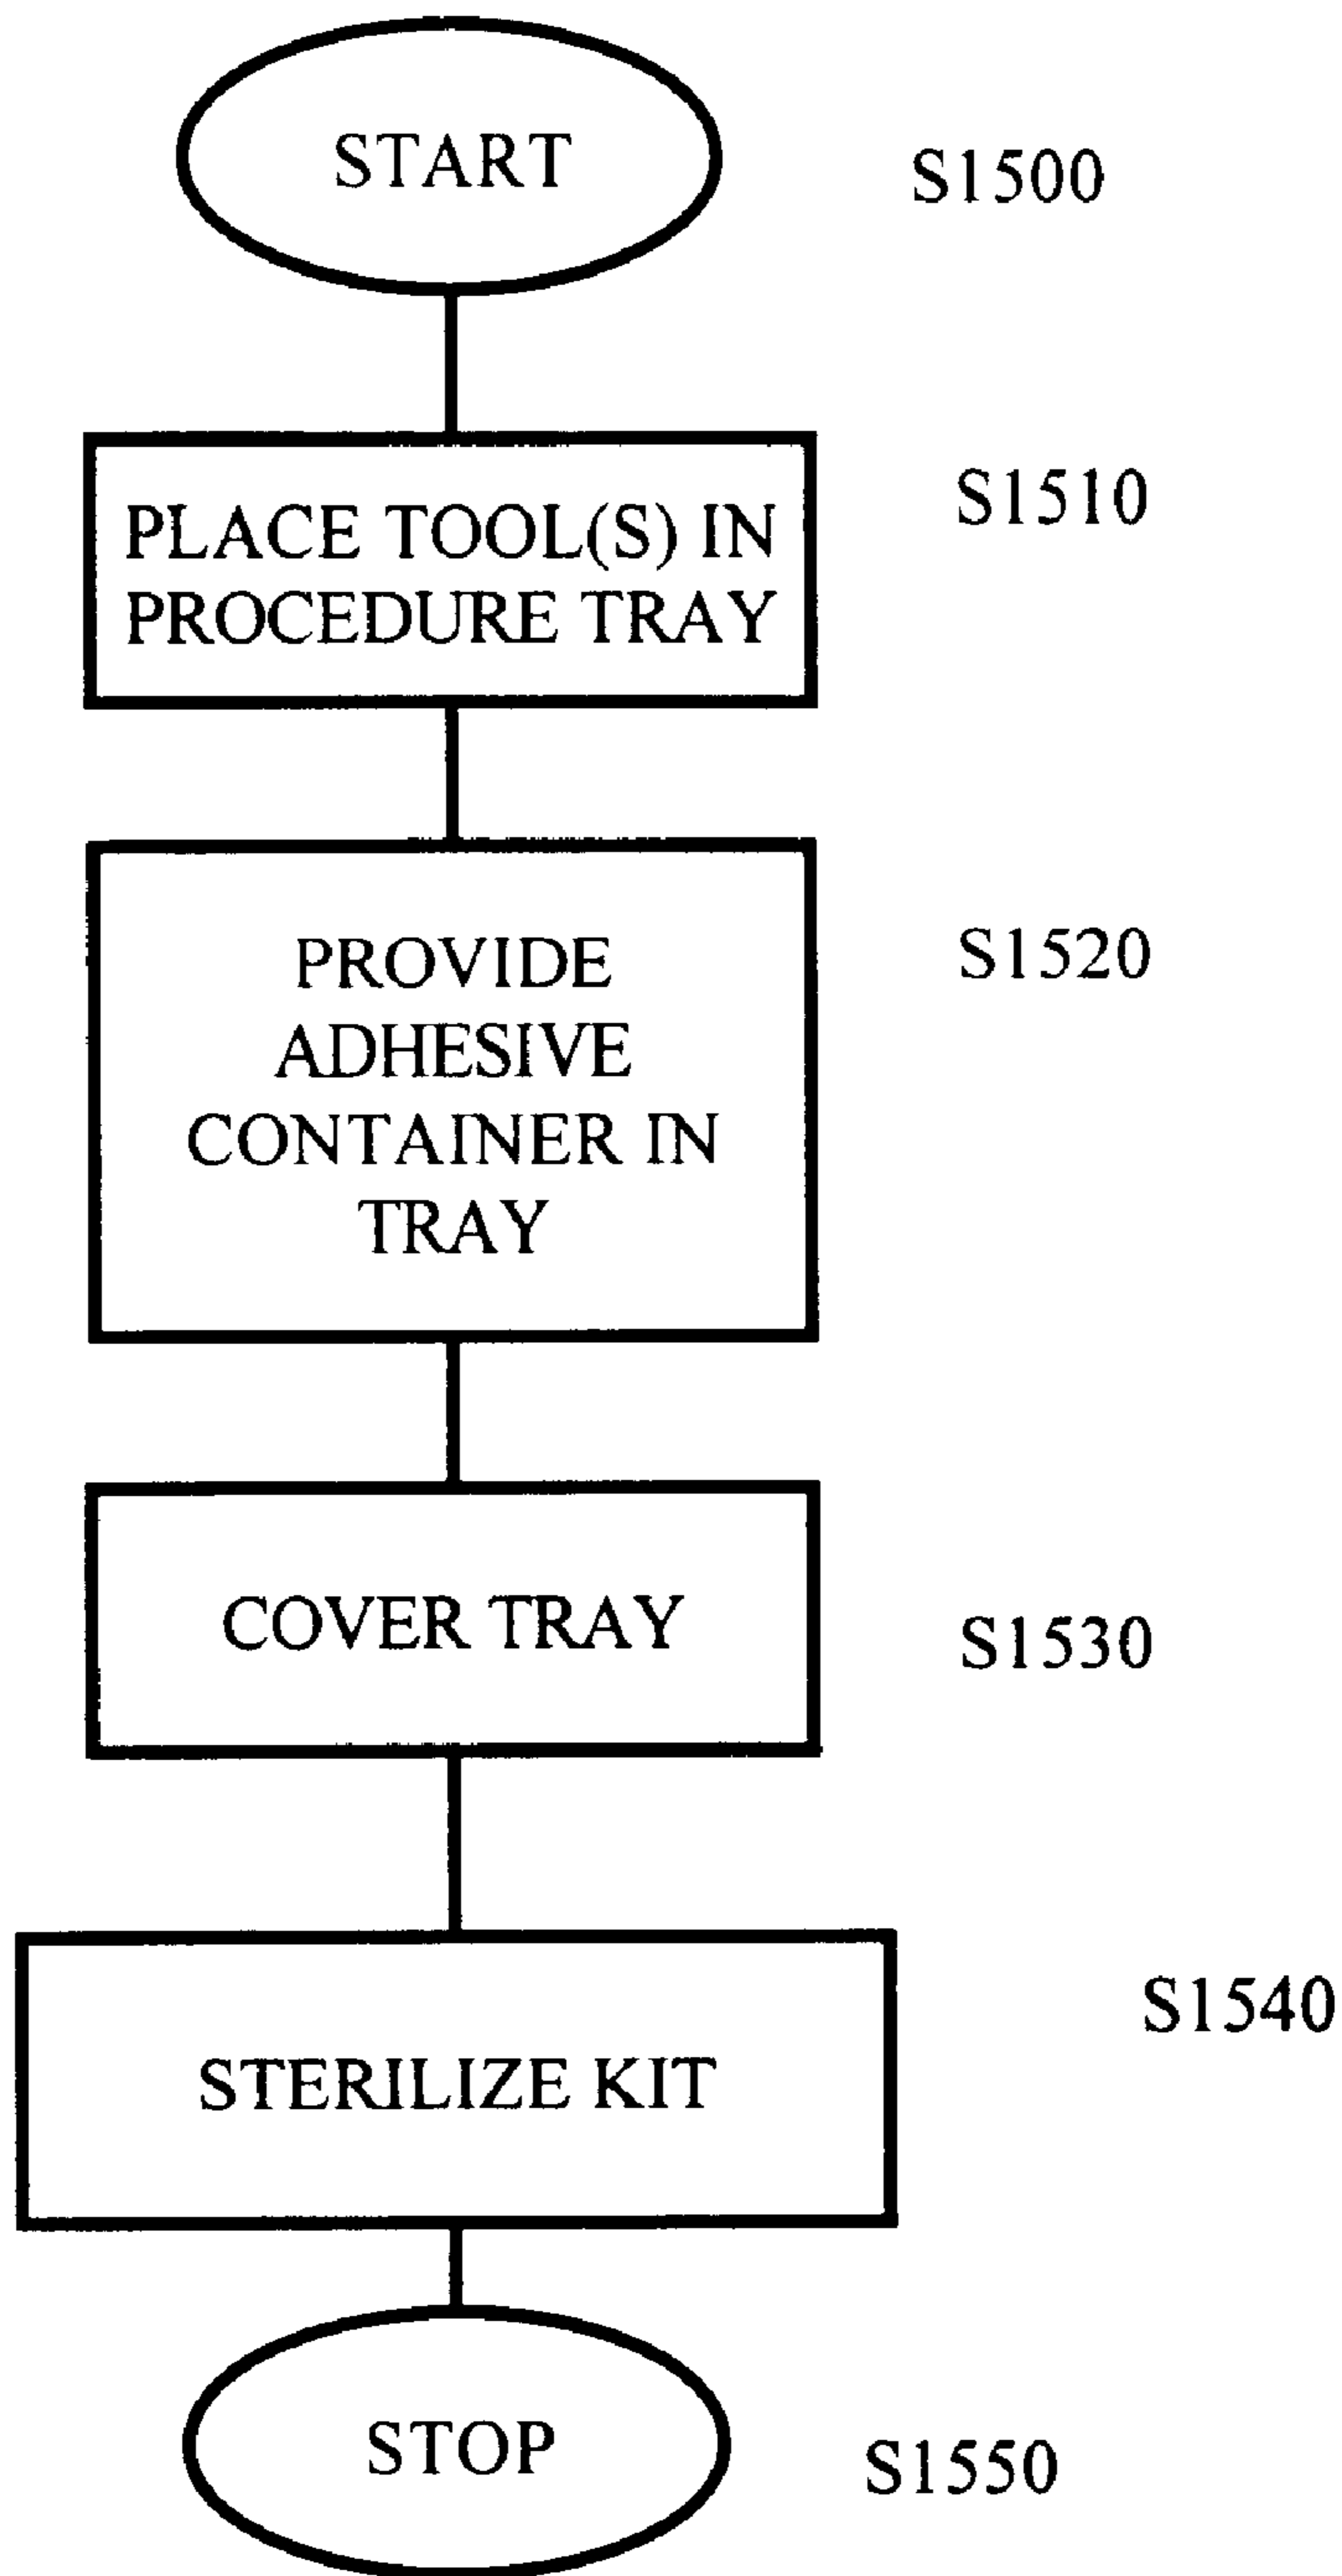 START
S1500
PLACE TOOL(S) IN
PROCEDURE TRAY
S1510
PROVIDE
ADHESIVE
CONTAINER IN
TRAY
S1520
COVER TRAY
S1530
STERILIZE KIT
S1540
STOP
S1550